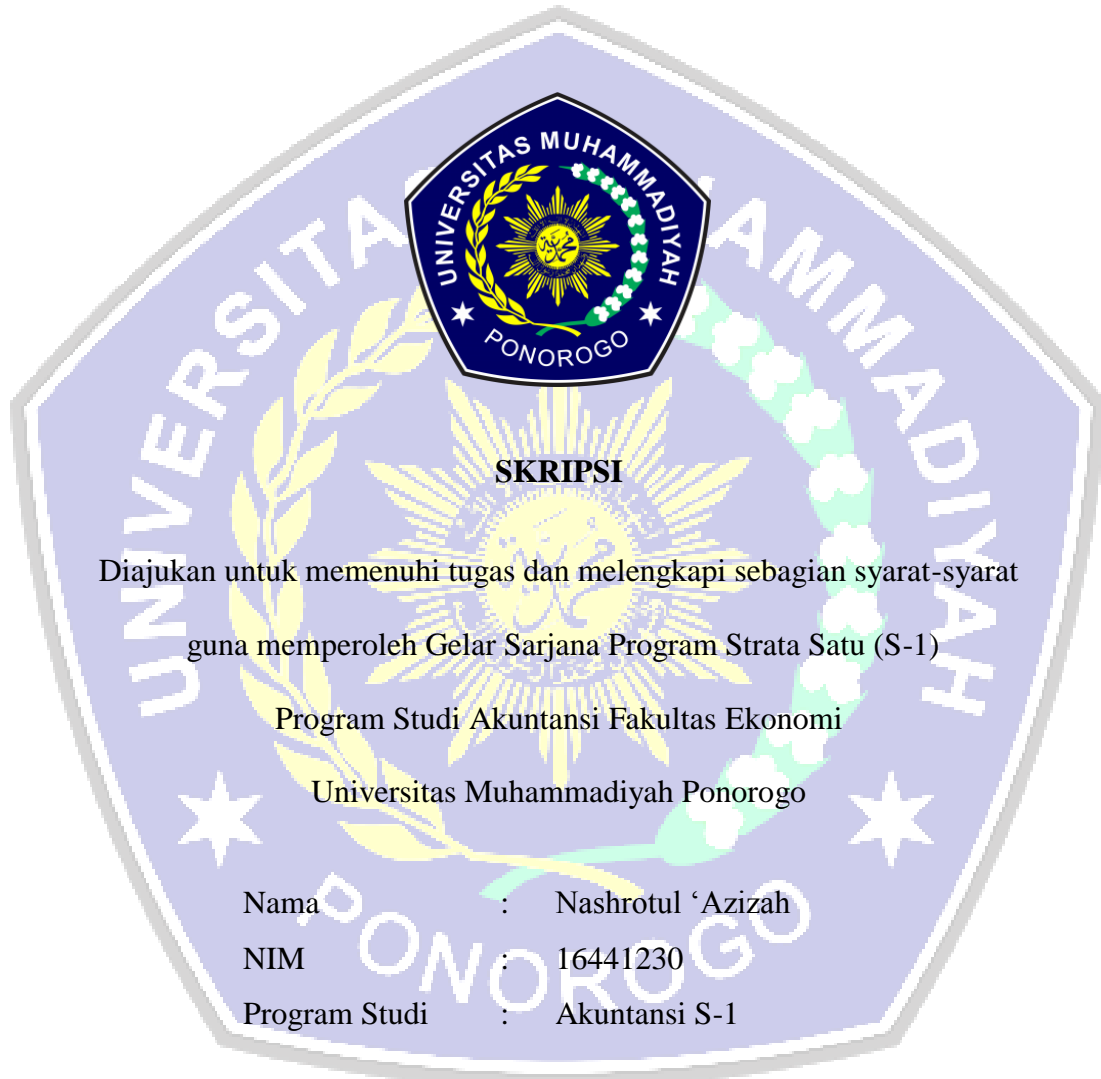 UNIVERSITAS MUHAMMADIYAH
PONOROGO
محمدية
SKRIPSI
Diajukan untuk memenuhi tugas dan melengkapi sebagian syarat-syarat
guna memperoleh Gelar Sarjana Program Strata Satu (S-1)
Program Studi Akuntansi Fakultas Ekonomi
Universitas Muhammadiyah Ponorogo
Nama : Nashrotul ‘Azizah
NIM : 16441230
Program Studi : Akuntansi S-1